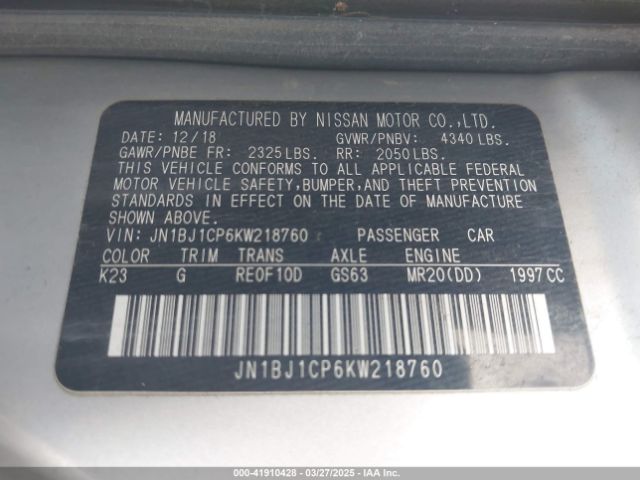 MANUFACTURED BY NISSAN MOTOR CO.,LTD.
DATE: 12/18 GVWR/PNBV: 4340 LBS.
GAWR/PNBE FR: 2325 LBS. RR: 2050 LBS.
THIS VEHICLE CONFORMS TO ALL APPLICABLE FEDERAL
MOTOR VEHICLE SAFETY, BUMPER, AND THEFT PREVENTION
STANDARDS IN EFFECT ON THE DATE OF MANUFACTURE
SHOWN ABOVE.
VIN: JN1BJ1CP6KW218760 PASSENGER CAR
COLOR TRIM TRANS AXLE ENGINE
K23 G RE0F10D GS63 MR20(DD) 1997CC
JN1BJ1CP6KW218760
000-41910428 - 03/27/2025 - IAA Inc.